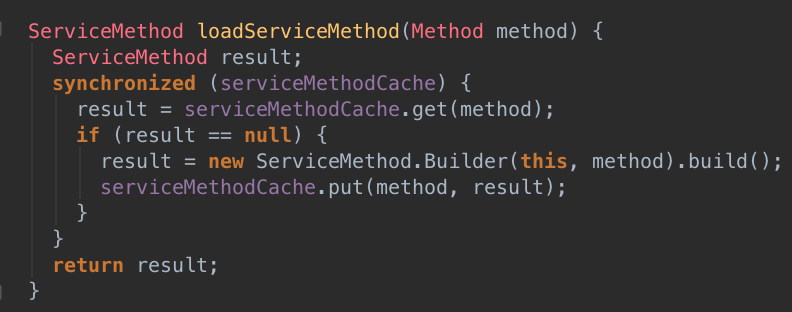 ServiceMethod loadServiceMethod(Method method) {
ServiceMethod result;
synchronized (serviceMethodCache) {
result = serviceMethodCache.get(method);
if (result == null) {
result = new ServiceMethod.Builder(this, method).build();
serviceMethodCache.put(method, result);
}
}
return result;
}